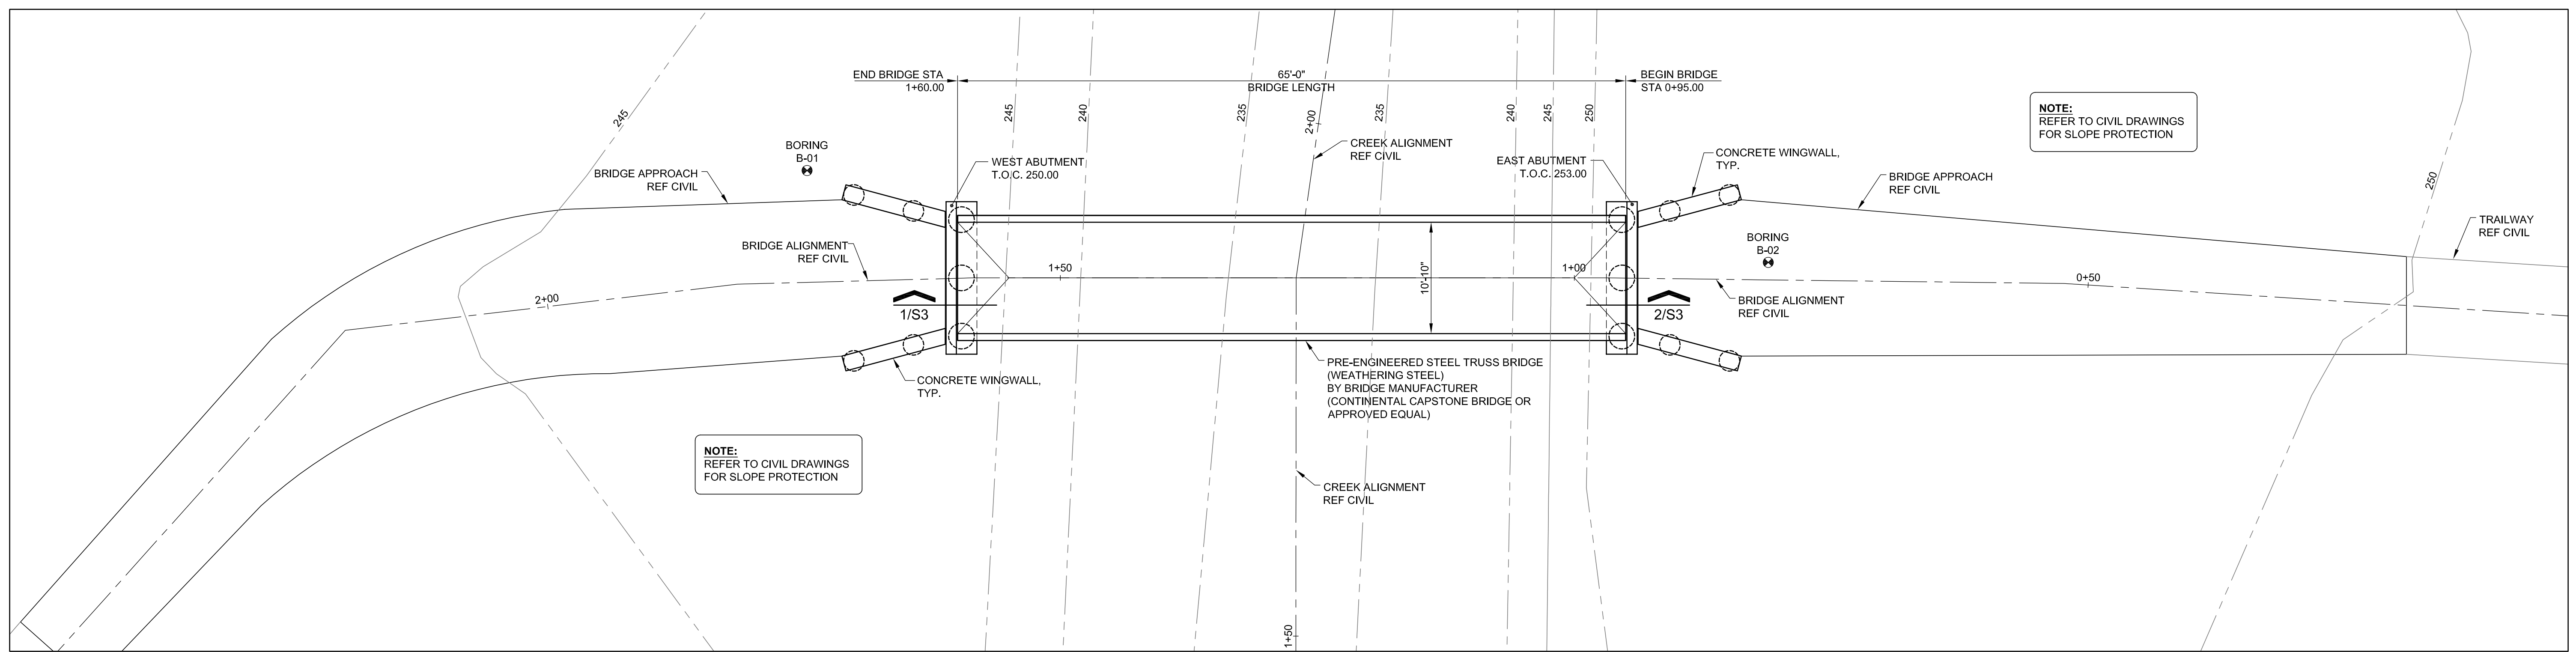 END BRIDGE STA
1+60.00
65'-0"
BRIDGE LENGTH
BEGIN BRIDGE
STA 0+95.00
245
245
240
235
2+00
235
240
245
250
NOTE:
REFER TO CIVIL DRAWINGS
FOR SLOPE PROTECTION
BORING
B-01
BRIDGE APPROACH
REF CIVIL
WEST ABUTMENT
T.O.C. 250.00
CREEK ALIGNMENT
REF CIVIL
EAST ABUTMENT
T.O.C. 253.00
CONCRETE WINGWALL,
TYP.
BRIDGE APPROACH
REF CIVIL
250
TRAILWAY
REF CIVIL
BRIDGE ALIGNMENT
REF CIVIL
BORING
B-02
1+50
10'-10"
1+00
0+50
2+00
1/S3
2/S3
BRIDGE ALIGNMENT
REF CIVIL
CONCRETE WINGWALL,
TYP.
PRE-ENGINEERED STEEL TRUSS BRIDGE
(WEATHERING STEEL)
BY BRIDGE MANUFACTURER
(CONTINENTAL CAPSTONE BRIDGE OR
APPROVED EQUAL)
NOTE:
REFER TO CIVIL DRAWINGS
FOR SLOPE PROTECTION
CREEK ALIGNMENT
REF CIVIL
1+50